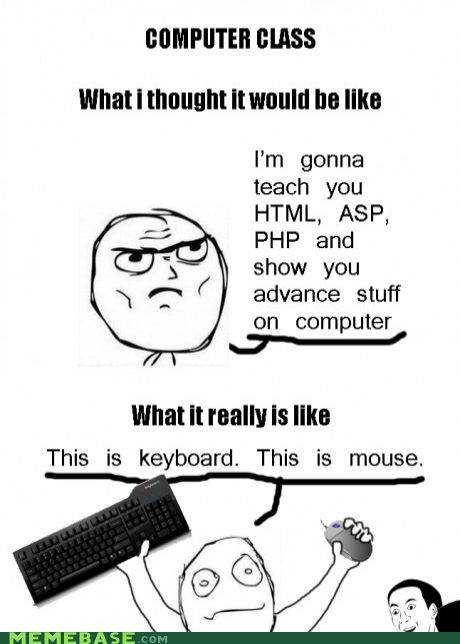 COMPUTER CLASS
What i thought it would be like
I'm gonna
teach you
HTML, ASP,
PHP and
show you
advance stuff
on computer
What it really is like
This is keyboard. This is mouse.
MEMEBASE.COM